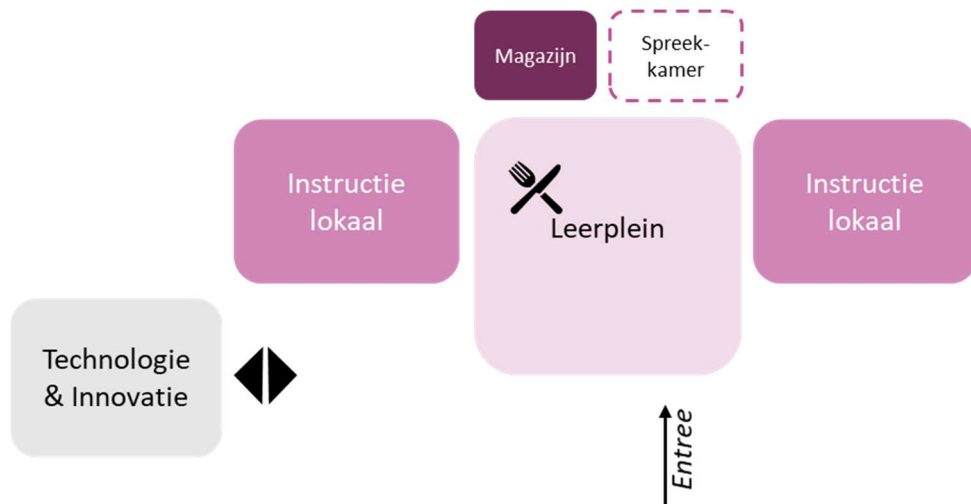 Magazijn
Spreek-
kamer
Instructie
lokaal
Leerplein
Instructie
lokaal
Technologie
& Innovatie
Entree